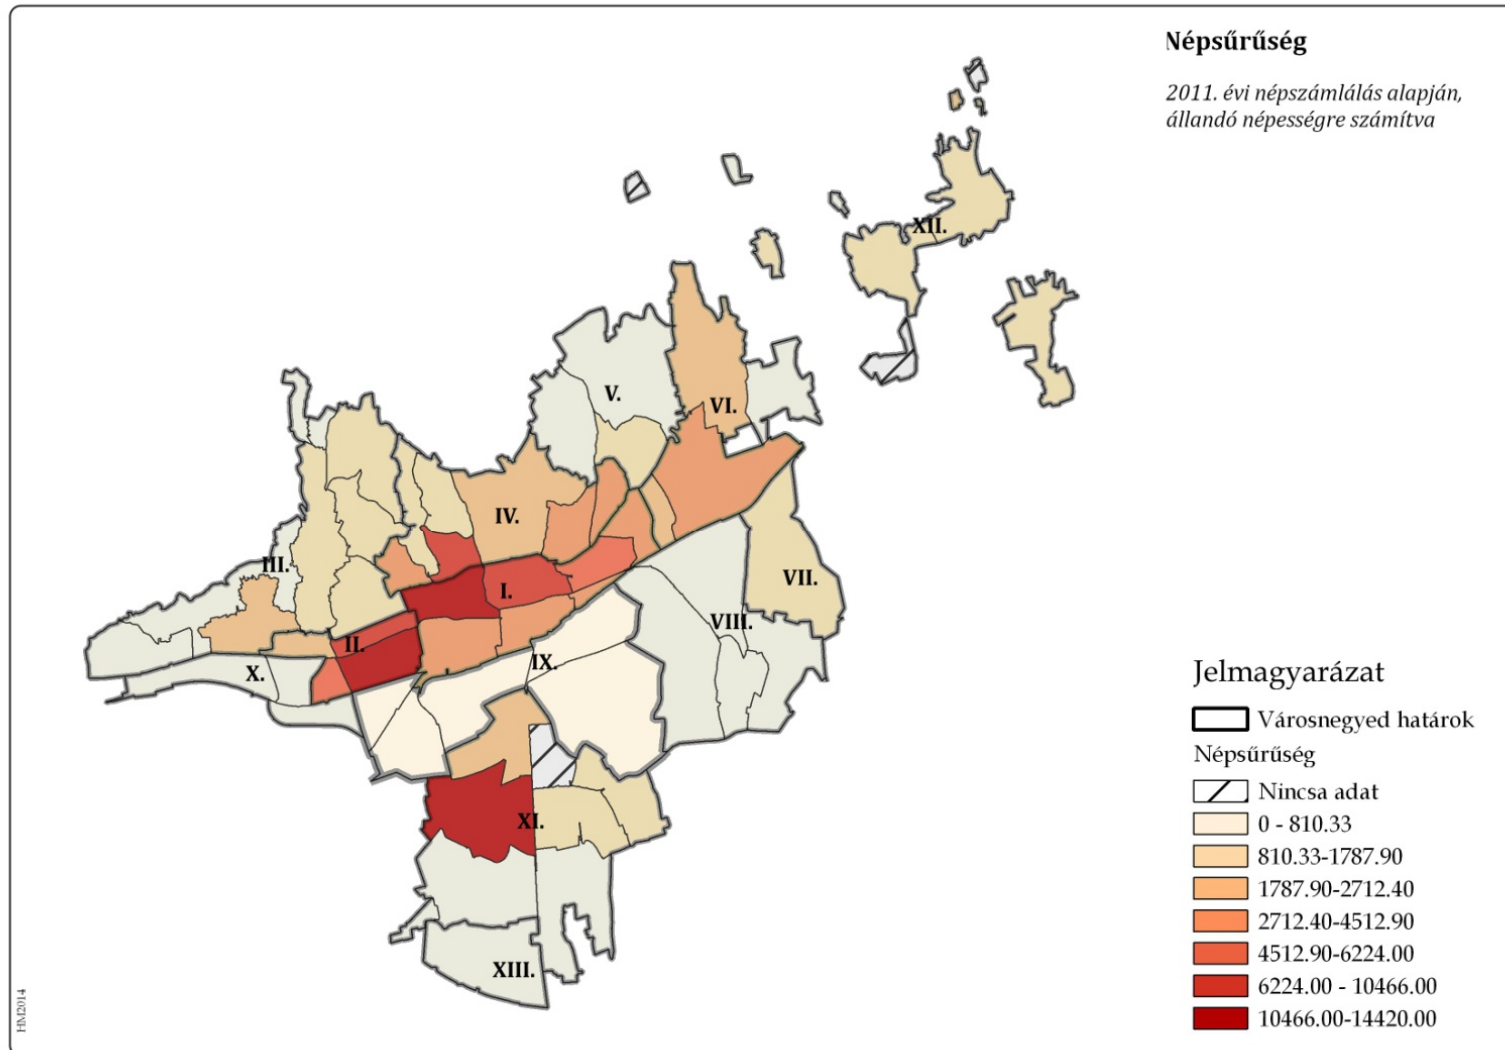 Népsűrűség
2011. évi népszámlálás alapján,
állandó népességre számítva
XII.
V.
VI.
IV.
III.
VII.
I.
VIII.
II.
IX.
X.
XI.
XIII.
Jelmagyarázat
Városnegyed határok
Népsűrűség
Nincsa adat
0 - 810.33
810.33-1787.90
1787.90-2712.40
2712.40-4512.90
4512.90-6224.00
6224.00 - 10466.00
10466.00-14420.00
HM2014